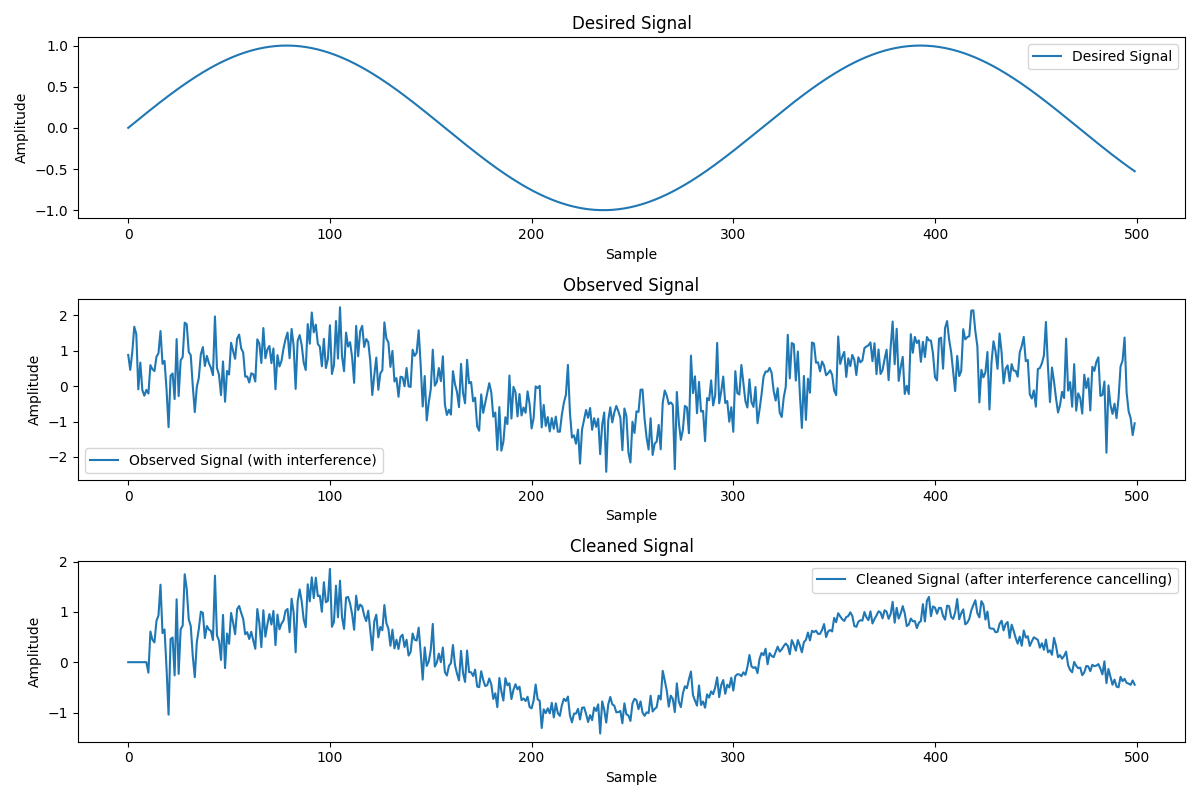 Desired Signal
1.0
0.5
0.0
−0.5
−1.0
Amplitude
Desired Signal
0 100 200 300 400 500
Sample
Observed Signal
2
1
0
−1
−2
Amplitude
Observed Signal (with interference)
0 100 200 300 400 500
Sample
Cleaned Signal
2
1
0
−1
Amplitude
Cleaned Signal (after interference cancelling)
0 100 200 300 400 500
Sample